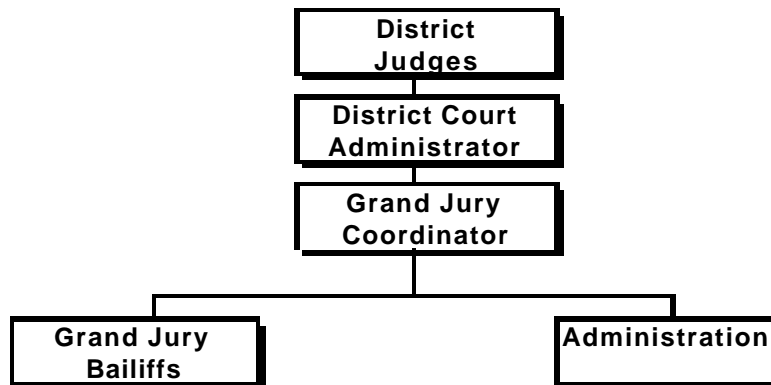 District
Judges
District Court
Administrator
Grand Jury
Coordinator
Grand Jury
Bailiffs
Administration